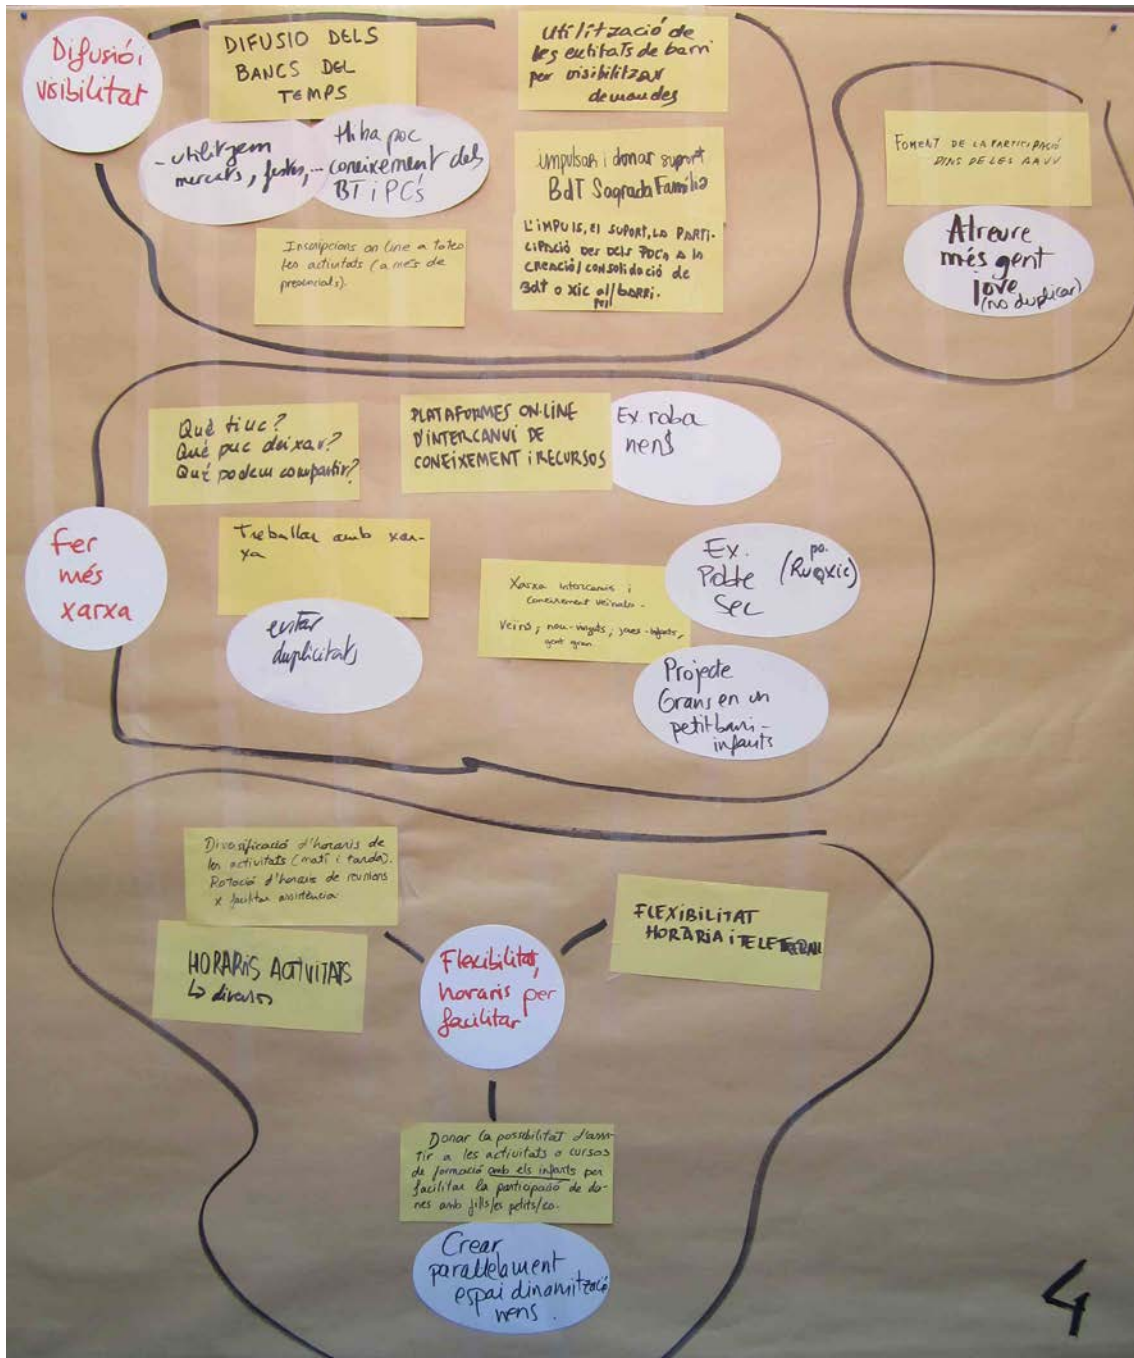 Difusió i
visibilitat
DIFUSIO DELS
BANCS DEL
TEMPS
- utilitzem
mercats, festes, ...
Hi ha poc
coneixement dels
BT i PC's
Inscripcions on line a totes
les activitats (a més de
presencials).
utilització de
les entitats de barri
per visibilitzar
demandes
impulsar i donar suport
BdT Sagrada Família
L'IMPULS, EL SUPORT, LA PARTI-
CIPACIÓ DES DELS PDCs A LA
CREACIÓ/CONSOLIDACIÓ DE
BdT o XIC al/BARRI.
pel
FOMENT DE LA PARTICIPACIÓ
DINS DE LES AAVV
Atreure
més gent
jove
(no duplicar)
Fer
més
xarxa
Què tinc?
Què puc deixar?
Què podem compartir?
PLATAFORMES ON-LINE
D'INTERCANVI DE
CONEIXEMENT I RECURSOS
Ex. roba
nens
Treballar amb xar-
xa
evitar
duplicitats
Xarxa intercanvis i
coneixement veïnals.
Veïns, nou-vinguts, joves-infants,
gent gran
Ex.
Poble
Sec
Projecte
Grans en un
petit barri-
infants
Diversificació d'horaris de
les activitats (matí i tarda).
Rotació d'horaris de reunions
x facilitar assistència
HORARIS ACTIVITATS
↳ diversos
Flexibilitat,
horaris per
facilitar
FLEXIBILITAT
HORÀRIA i TELETREBALL
Donar la possibilitat d'assis-
tir a les activitats o cursos
de formació amb els infants per
facilitar la participació de do-
nes amb fills/es petits/es.
Crear
paral·lelament
espai dinamització
nens.
4